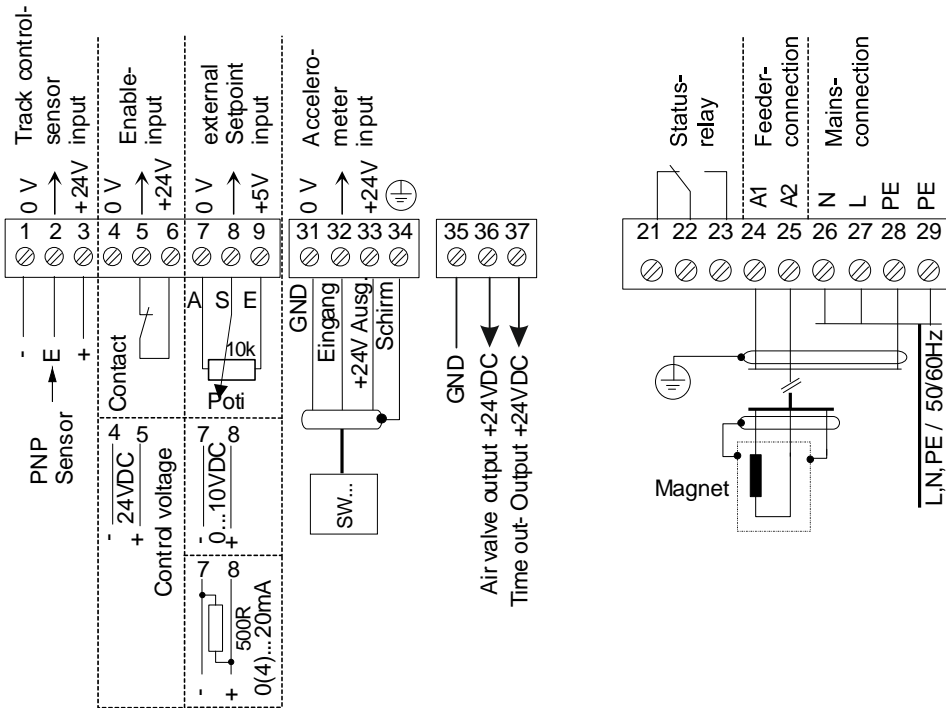 Track control-
sensor
input
Enable-
input
external
Setpoint
input
Accelero-
meter
input
Status-
relay
Feeder-
connection
Mains-
connection
0 V
+24V
0 V
+24V
0 V
+5V
0 V
+24V
A1
A2
N
L
PE
PE
1 2 3 4 5 6 7 8 9
31 32 33 34
35 36 37
21 22 23 24 25 26 27 28 29
-
E
+
PNP
Sensor
Contact
A S E
10k
Poti
GND
Eingang
+24V Ausg.
Schirm
SW...
GND
Air valve output +24VDC
Time out- Output +24VDC
4 5
-
24VDC
+
Control voltage
7 8
-
0...10VDC
+
7 8
500R
-
+
0(4)...20mA
Magnet
L,N,PE / 50/60Hz